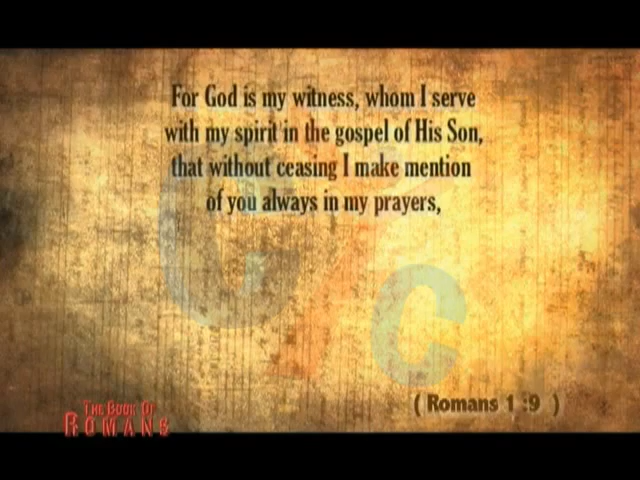 For God is my witness, whom I serve
with my spirit in the gospel of His Son,
that without ceasing I make mention
of you always in my prayers,
C C
( Romans 1 :9 )
The Book Of
Romans